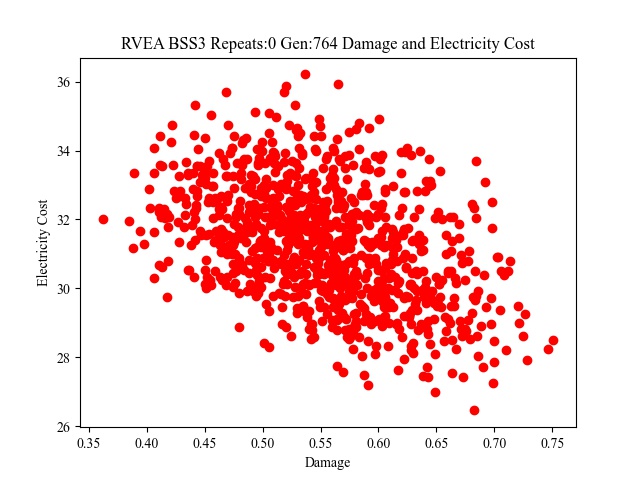 RVEA BSS3 Repeats:0 Gen:764 Damage and Electricity Cost
36
34
32
30
28
26
Electricity Cost
0.35 0.40 0.45 0.50 0.55 0.60 0.65 0.70 0.75
Damage